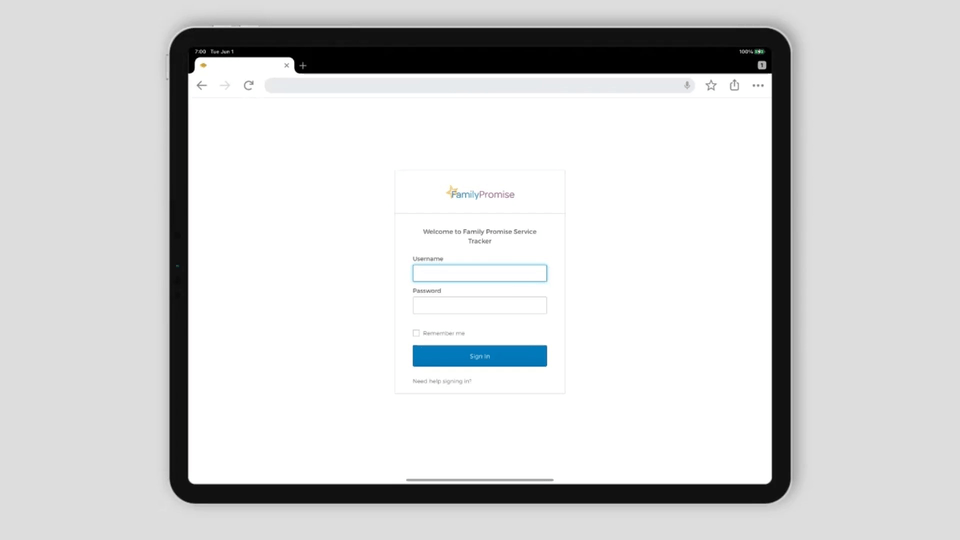 7:00 Tue Jun 1
100%
1
FamilyPromise
Welcome to Family Promise Service
Tracker
Username
Password
Remember me
Sign in
Need help signing in?